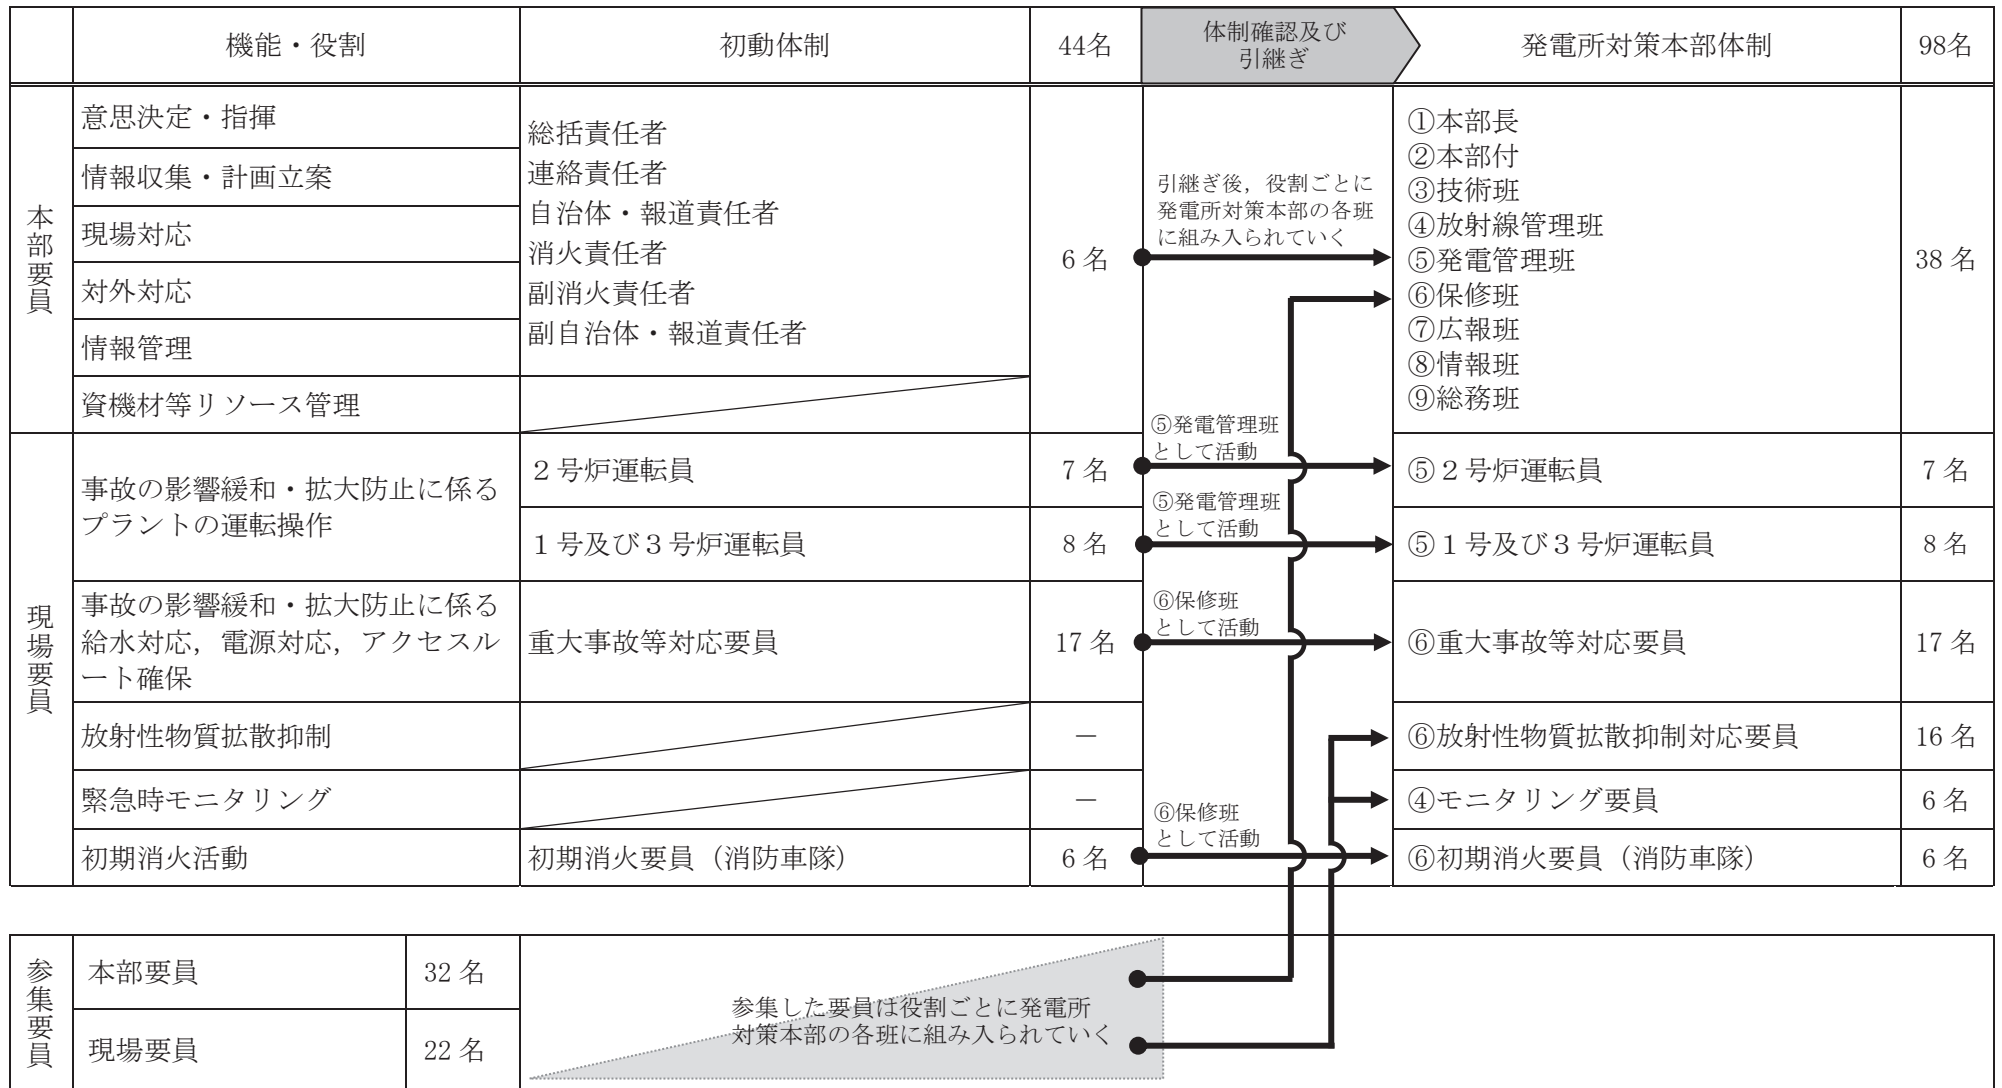 機能・役割
初動体制
44名
体制確認及び
引継ぎ
発電所対策本部体制
98名
本部要員
意思決定・指揮
情報収集・計画立案
現場対応
対外対応
情報管理
資機材等リソース管理
総括責任者
連絡責任者
自治体・報道責任者
消火責任者
副消火責任者
副自治体・報道責任者
6名
引継ぎ後，役割ごとに
発電所対策本部の各班
に組み入られていく
①本部長
②本部付
③技術班
④放射線管理班
⑤発電管理班
⑥保修班
⑦広報班
⑧情報班
⑨総務班
38名
現場要員
事故の影響緩和・拡大防止に係る
プラントの運転操作
２号炉運転員
7名
⑤発電管理班
として活動
⑤２号炉運転員
7名
１号及び３号炉運転員
8名
⑤発電管理班
として活動
⑤１号及び３号炉運転員
8名
事故の影響緩和・拡大防止に係る
給水対応，電源対応，アクセスル
ート確保
重大事故等対応要員
17名
⑥保修班
として活動
⑥重大事故等対応要員
17名
放射性物質拡散抑制
－
⑥放射性物質拡散抑制対応要員
16名
緊急時モニタリング
－
④モニタリング要員
6名
初期消火活動
初期消火要員（消防車隊）
6名
⑥保修班
として活動
⑥初期消火要員（消防車隊）
6名
参集要員
本部要員
32名
現場要員
22名
参集した要員は役割ごとに発電所
対策本部の各班に組み入られていく